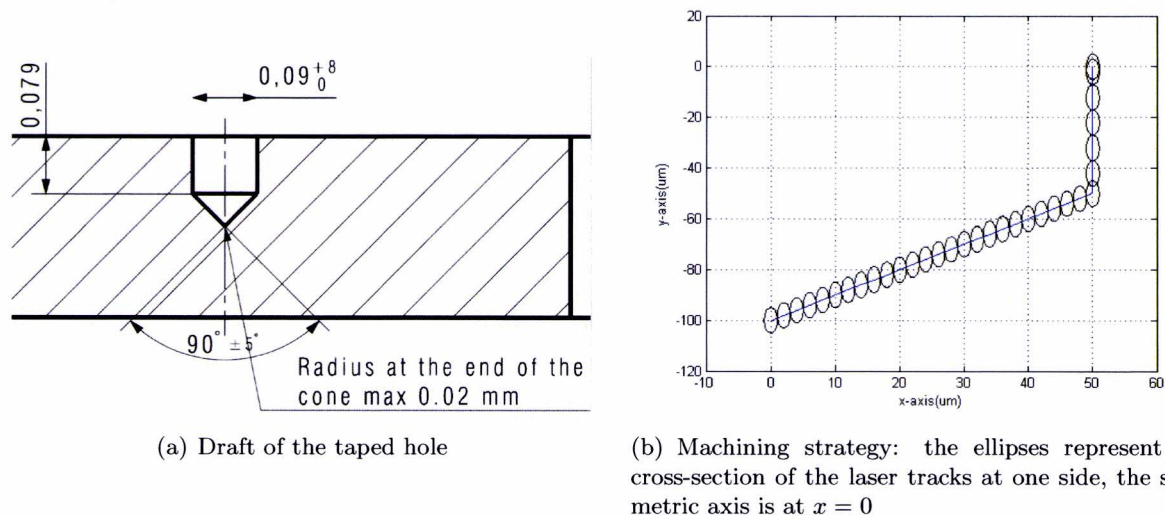 0,09 +8 0
0,079
90° ±5°
Radius at the end of the
cone max 0.02 mm
(a) Draft of the taped hole
20
0
-20
-40
-60
-80
-100
-120
y-axis(um)
-10 0 10 20 30 40 50 60
x-axis(um)
(b) Machining strategy: the ellipses represent
cross-section of the laser tracks at one side, the s
metric axis is at x = 0